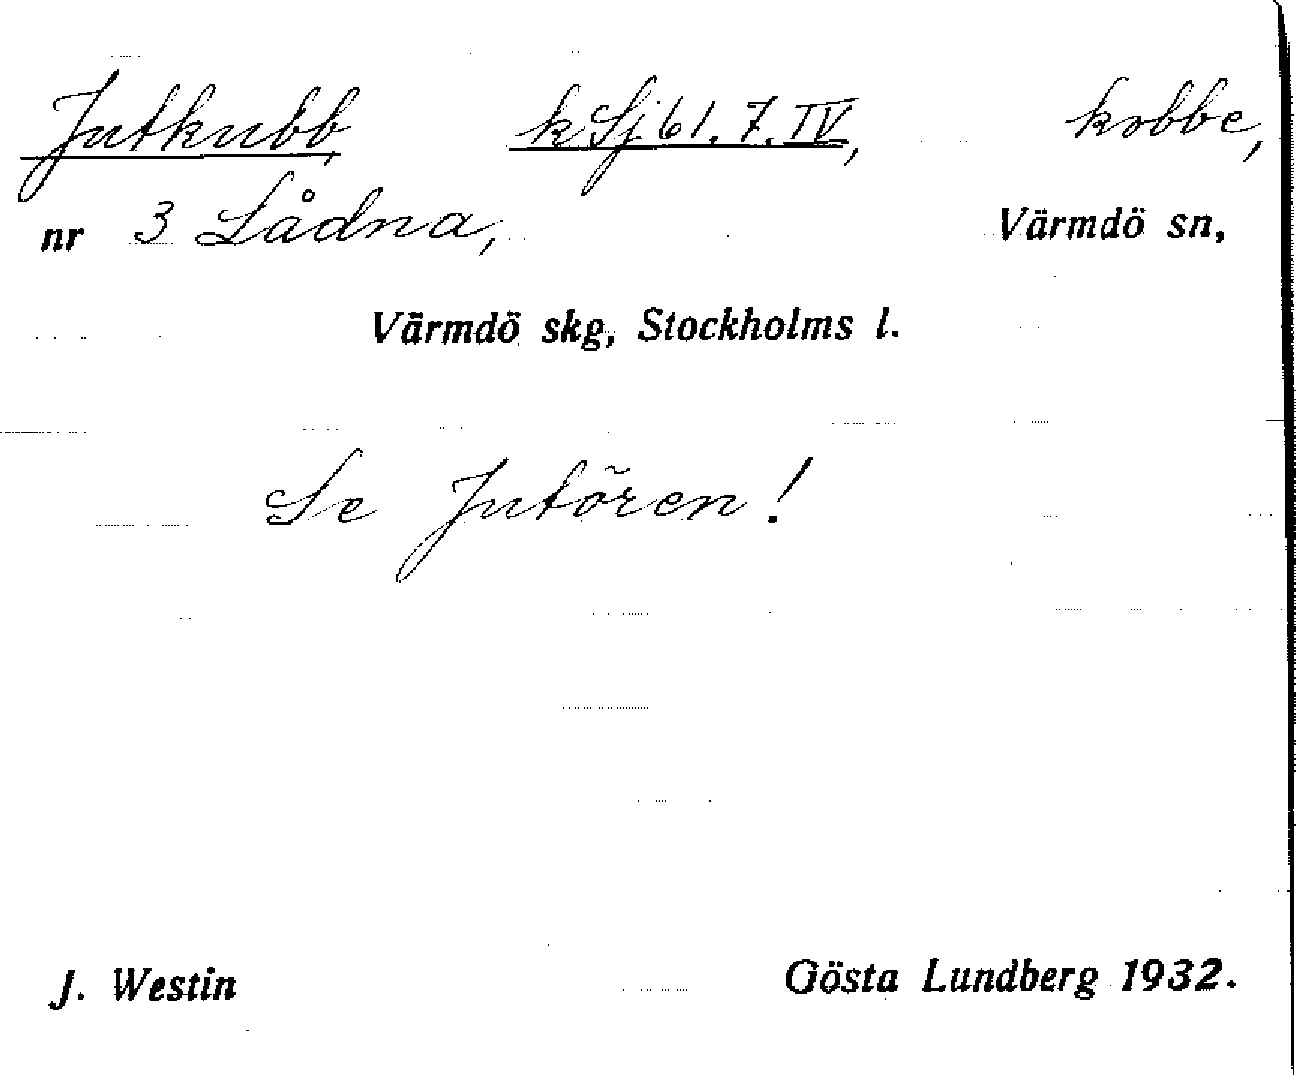 Jutkubb, kSj 61. 7. IV, kobbe,
nr 3 Lådna, Värmdö sn,
Värmdö skg, Stockholms l.
Se Jutören!
J. Westin Gösta Lundberg 1932.